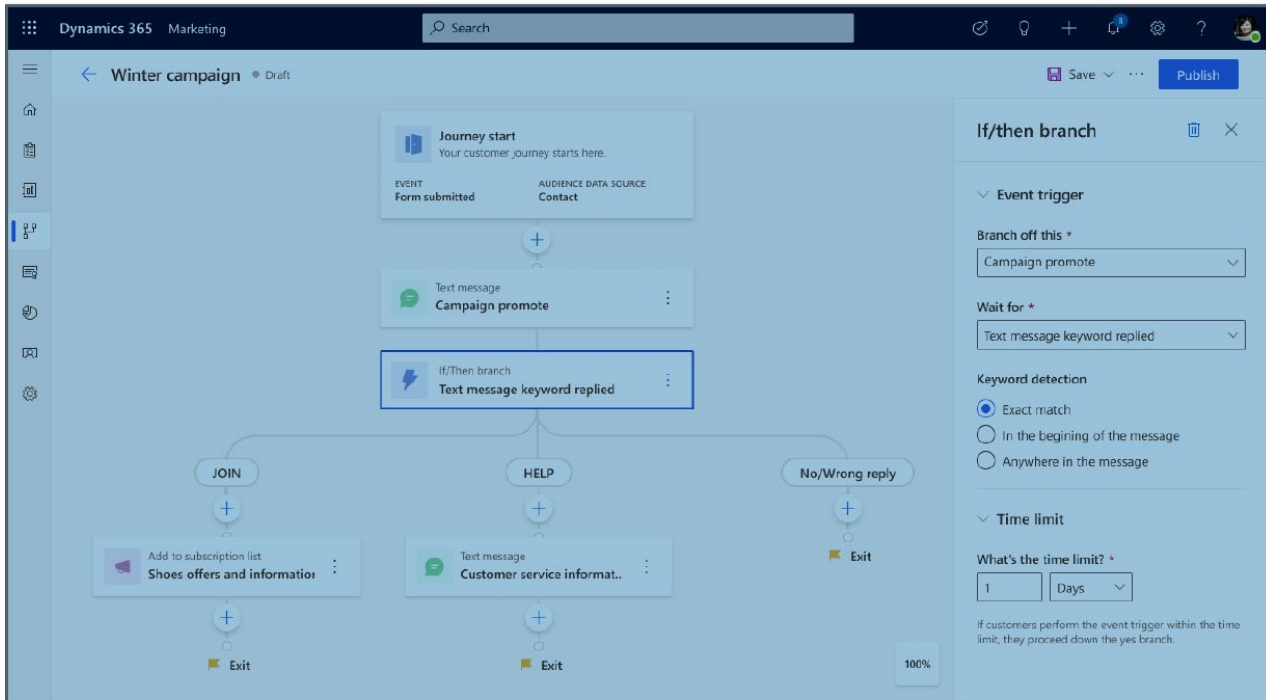 Dynamics 365 Marketing
Search
8
Winter campaign Draft
Save
Publish
Journey start
Your customer journey starts here.
EVENT
Form submitted
AUDIENCE DATA SOURCE
Contact
Text message
Campaign promote
If/Then branch
Text message keyword replied
JOIN
HELP
No/Wrong reply
Add to subscription list
Shoes offers and information
Text message
Customer service informat..
Exit
Exit
Exit
100%
If/then branch
Event trigger
Branch off this *
Campaign promote
Wait for *
Text message keyword replied
Keyword detection
Exact match
In the begining of the message
Anywhere in the message
Time limit
What's the time limit? *
1 Days
If customers perform the event trigger within the time
limit, they proceed down the yes branch.